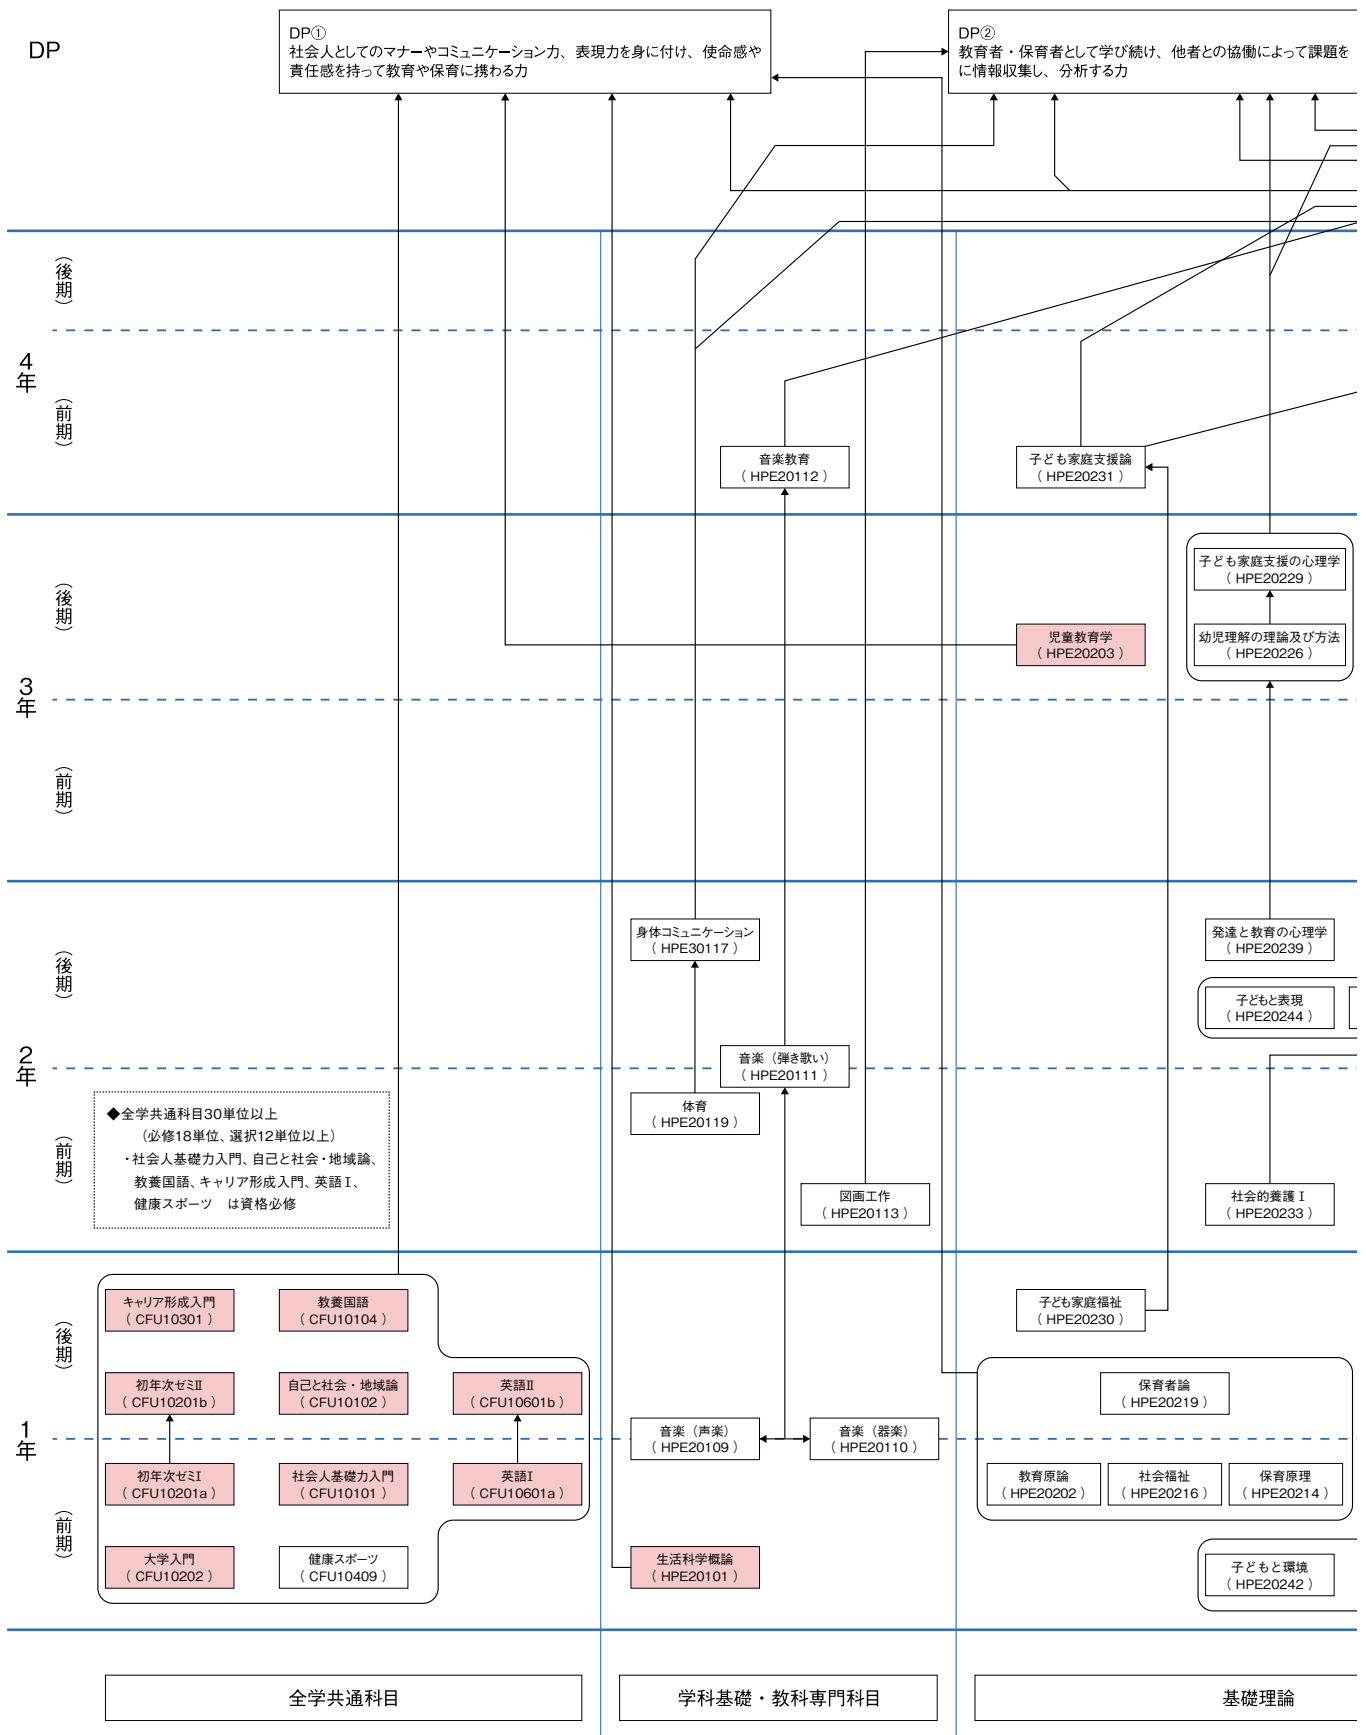 DP
DP①
社会人としてのマナーやコミュニケーション力、表現力を身に付け、使命感や
責任感を持って教育や保育に携わる力
DP②
教育者・保育者として学び続け、他者との協働によって課題を
に情報収集し、分析する力
4年
（後期）
（前期）
音楽教育
（ HPE20112 ）
子ども家庭支援論
（ HPE20231 ）
3年
（後期）
子ども家庭支援の心理学
（ HPE20229 ）
児童教育学
（ HPE20203 ）
幼児理解の理論及び方法
（ HPE20226 ）
（前期）
2年
（後期）
身体コミュニケーション
（ HPE30117 ）
発達と教育の心理学
（ HPE20239 ）
子どもと表現
（ HPE20244 ）
音楽（弾き歌い）
（ HPE20111 ）
（前期）
◆全学共通科目30単位以上
（必修18単位、選択12単位以上）
・社会人基礎力入門、自己と社会・地域論、
教養国語、キャリア形成入門、英語Ⅰ、
健康スポーツ　は資格必修
体育
（ HPE20119 ）
図画工作
（ HPE20113 ）
社会的養護Ⅰ
（ HPE20233 ）
1年
（後期）
キャリア形成入門
（ CFU10301 ）
教養国語
（ CFU10104 ）
子ども家庭福祉
（ HPE20230 ）
初年次ゼミⅡ
（ CFU10201b ）
自己と社会・地域論
（ CFU10102 ）
英語Ⅱ
（ CFU10601b ）
保育者論
（ HPE20219 ）
音楽（声楽）
（ HPE20109 ）
音楽（器楽）
（ HPE20110 ）
（前期）
初年次ゼミⅠ
（ CFU10201a ）
社会人基礎力入門
（ CFU10101 ）
英語Ⅰ
（ CFU10601a ）
教育原論
（ HPE20202 ）
社会福祉
（ HPE20216 ）
保育原理
（ HPE20214 ）
大学入門
（ CFU10202 ）
健康スポーツ
（ CFU10409 ）
生活科学概論
（ HPE20101 ）
子どもと環境
（ HPE20242 ）
全学共通科目
学科基礎・教科専門科目
基礎理論